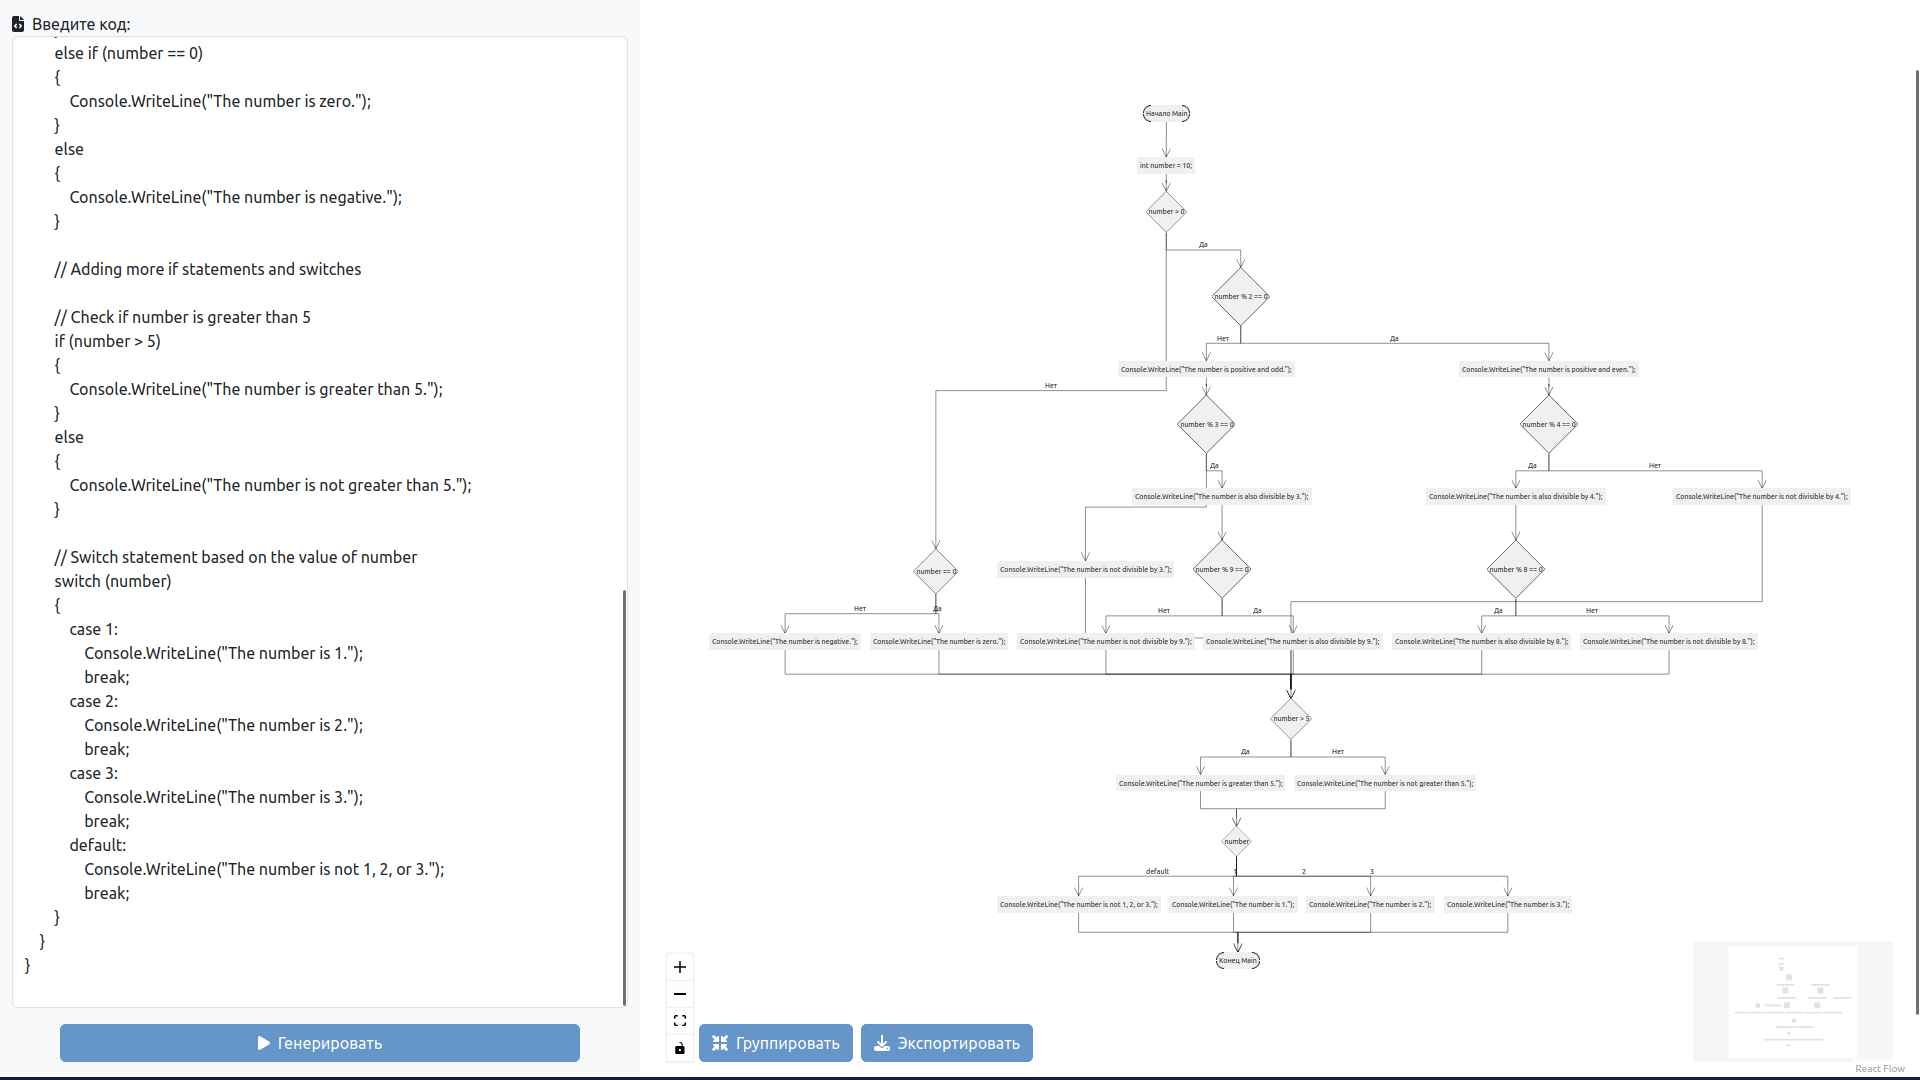 Введите код:
else if (number == 0)
{
Console.WriteLine("The number is zero.");
}
else
{
Console.WriteLine("The number is negative.");
}
// Adding more if statements and switches
// Check if number is greater than 5
if (number > 5)
{
Console.WriteLine("The number is greater than 5.");
}
else
{
Console.WriteLine("The number is not greater than 5.");
}
// Switch statement based on the value of number
switch (number)
{
case 1:
Console.WriteLine("The number is 1.");
break;
case 2:
Console.WriteLine("The number is 2.");
break;
case 3:
Console.WriteLine("The number is 3.");
break;
default:
Console.WriteLine("The number is not 1, 2, or 3.");
break;
}
}
}
Генерировать
Начало Main
int number = 10;
number > 0
Да
number % 2 == 0
Нет Да
Console.WriteLine("The number is positive and odd."); Console.WriteLine("The number is positive and even.");
Нет
number % 3 == 0 number % 4 == 0
Да Да Нет
Console.WriteLine("The number is also divisible by 3."); Console.WriteLine("The number is also divisible by 4."); Console.WriteLine("The number is not divisible by 4.");
number == 0 Console.WriteLine("The number is not divisible by 3."); number % 9 == 0 number % 8 == 0
Нет Да Нет Да Да Нет
Console.WriteLine("The number is negative."); Console.WriteLine("The number is zero."); Console.WriteLine("The number is not divisible by 9."); Console.WriteLine("The number is also divisible by 9."); Console.WriteLine("The number is also divisible by 8."); Console.WriteLine("The number is not divisible by 8.");
number > 5
Да Нет
Console.WriteLine("The number is greater than 5."); Console.WriteLine("The number is not greater than 5.");
number
default 2 3
Console.WriteLine("The number is not 1, 2, or 3."); Console.WriteLine("The number is 1."); Console.WriteLine("The number is 2."); Console.WriteLine("The number is 3.");
Конец Main
Группировать
Экспортировать
React Flow